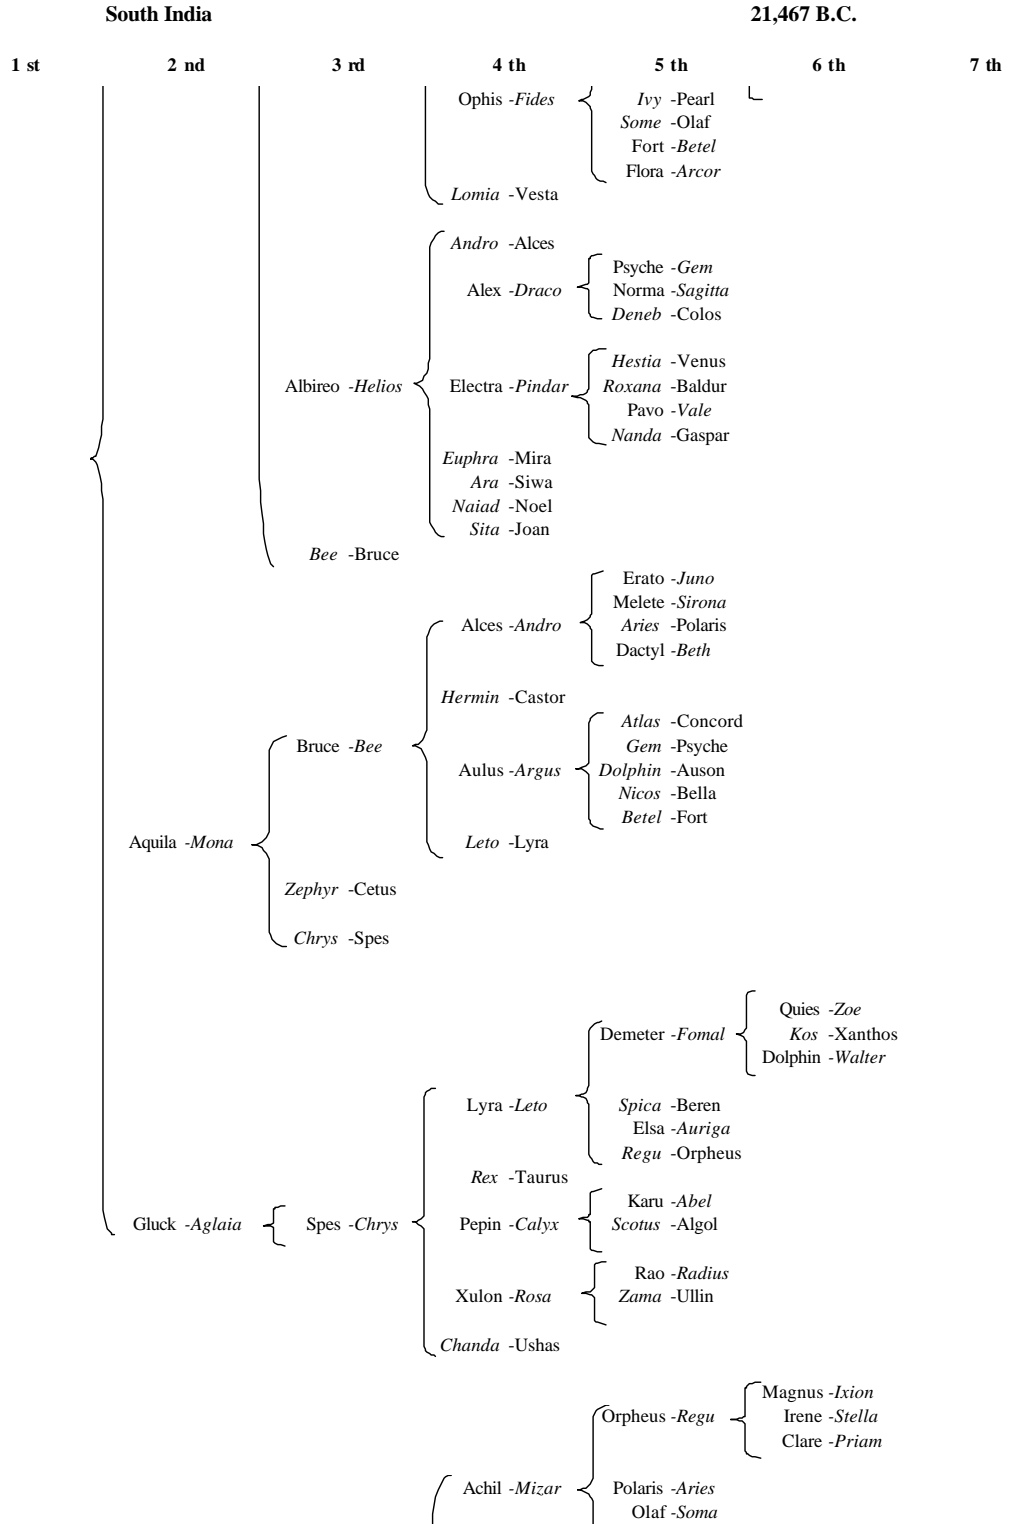 South India 21,467 B.C.
1 st 2 nd 3 rd 4 th 5 th 6 th 7 th
Ophis -Fides Ivy -Pearl
Some -Olaf
Fort -Betel
Flora -Arcor
Lomia -Vesta
Andro -Alces
Psyche -Gem
Alex -Draco Norma -Sagitta
Deneb -Colos
Hestia -Venus
Albireo -Helios Electra -Pindar Roxana -Baldur
Pavo -Vale
Nanda -Gaspar
Euphra -Mira
Ara -Siwa
Naiad -Noel
Sita -Joan
Bee -Bruce
Erato -Juno
Melete -Sirona
Alces -Andro Aries -Polaris
Dactyl -Beth
Hermin -Castor
Atlas -Concord
Bruce -Bee Gem -Psyche
Aulus -Argus Dolphin -Auson
Nicos -Bella
Betel -Fort
Aquila -Mona Leto -Lyra
Zephyr -Cetus
Chrys -Spes
Quies -Zoe
Demeter -Fomal Kos -Xanthos
Dolphin -Walter
Lyra -Leto Spica -Beren
Elsa -Auriga
Regu -Orpheus
Rex -Taurus
Karu -Abel
Gluck -Aglaia Spes -Chrys Pepin -Calyx Scotus -Algol
Rao -Radius
Xulon -Rosa Zama -Ullin
Chanda -Ushas
Magnus -Ixion
Orpheus -Regu Irene -Stella
Clare -Priam
Achil -Mizar Polaris -Aries
Olaf -Soma